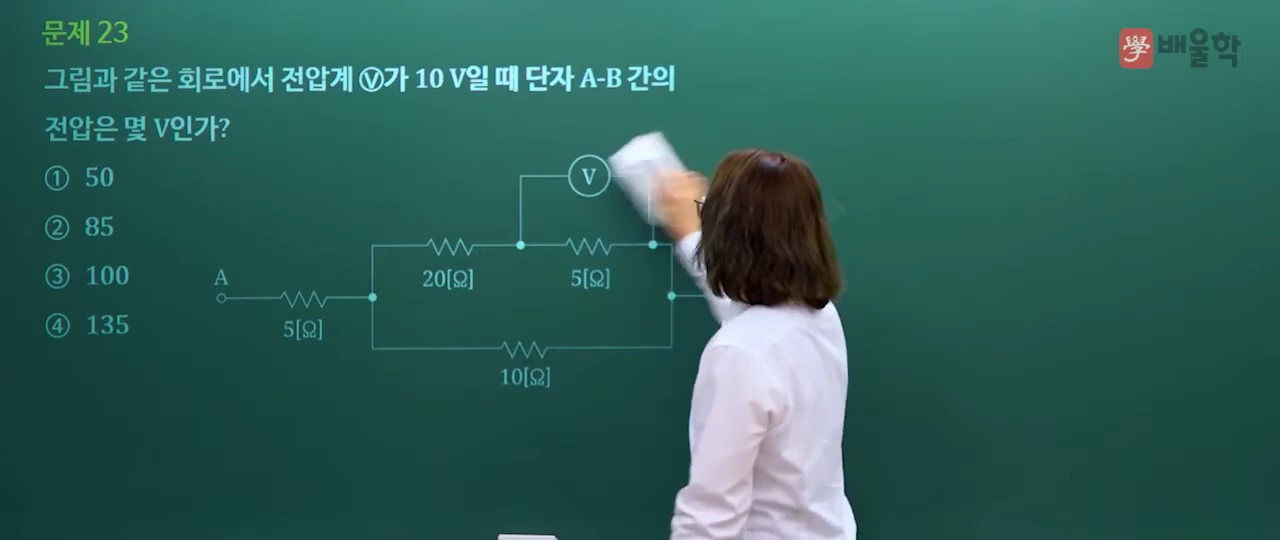 문제 23
學 배울학
그림과 같은 회로에서 전압계 Ⓥ가 10 V일 때 단자 A-B 간의
전압은 몇 V인가?
① 50
② 85
③ 100
④ 135
V
20[Ω]
5[Ω]
A
5[Ω]
10[Ω]